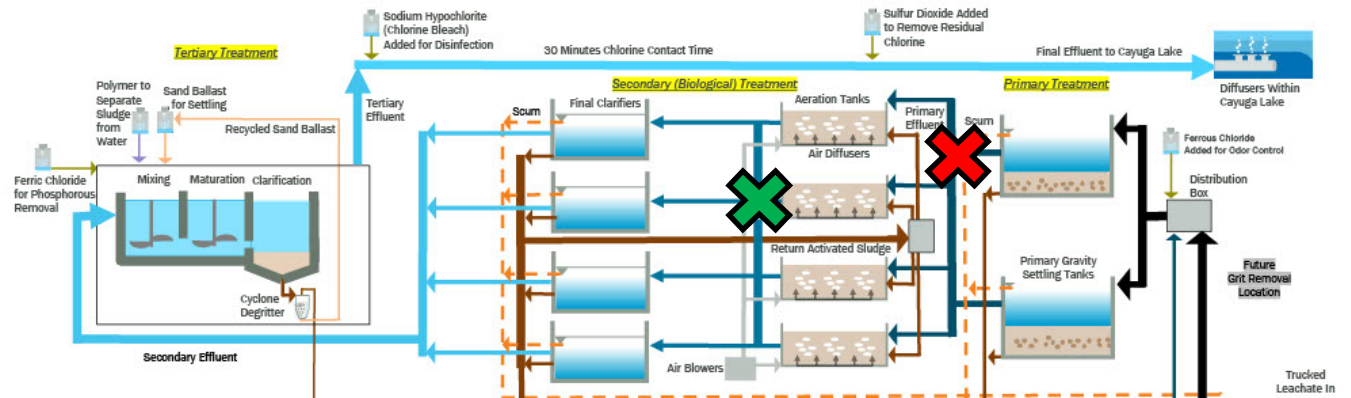 Tertiary Treatment
Sodium Hypochlorite
(Chlorine Bleach)
Added for Disinfection
30 Minutes Chlorine Contact Time
Sulfur Dioxide Added
to Remove Residual
Chlorine
Final Effluent to Cayuga Lake
Diffusers Within
Cayuga Lake
Polymer to
Separate
Sludge
from
Water
Sand Ballast
for Settling
Recycled Sand Ballast
Tertiary
Effluent
Ferric Chloride
for Phosphorous
Removal
Mixing
Maturation
Clarification
Cyclone
Degritter
Secondary Effluent
Secondary (Biological) Treatment
Scum
Final Clarifiers
Aeration Tanks
Air Diffusers
Primary
Effluent
Return Activated Sludge
Air Blowers
Primary Treatment
Scum
Primary Gravity
Settling Tanks
Ferrous Chloride
Added for Odor Control
Distribution
Box
Future
Grit Removal
Location
Trucked
Leachate In